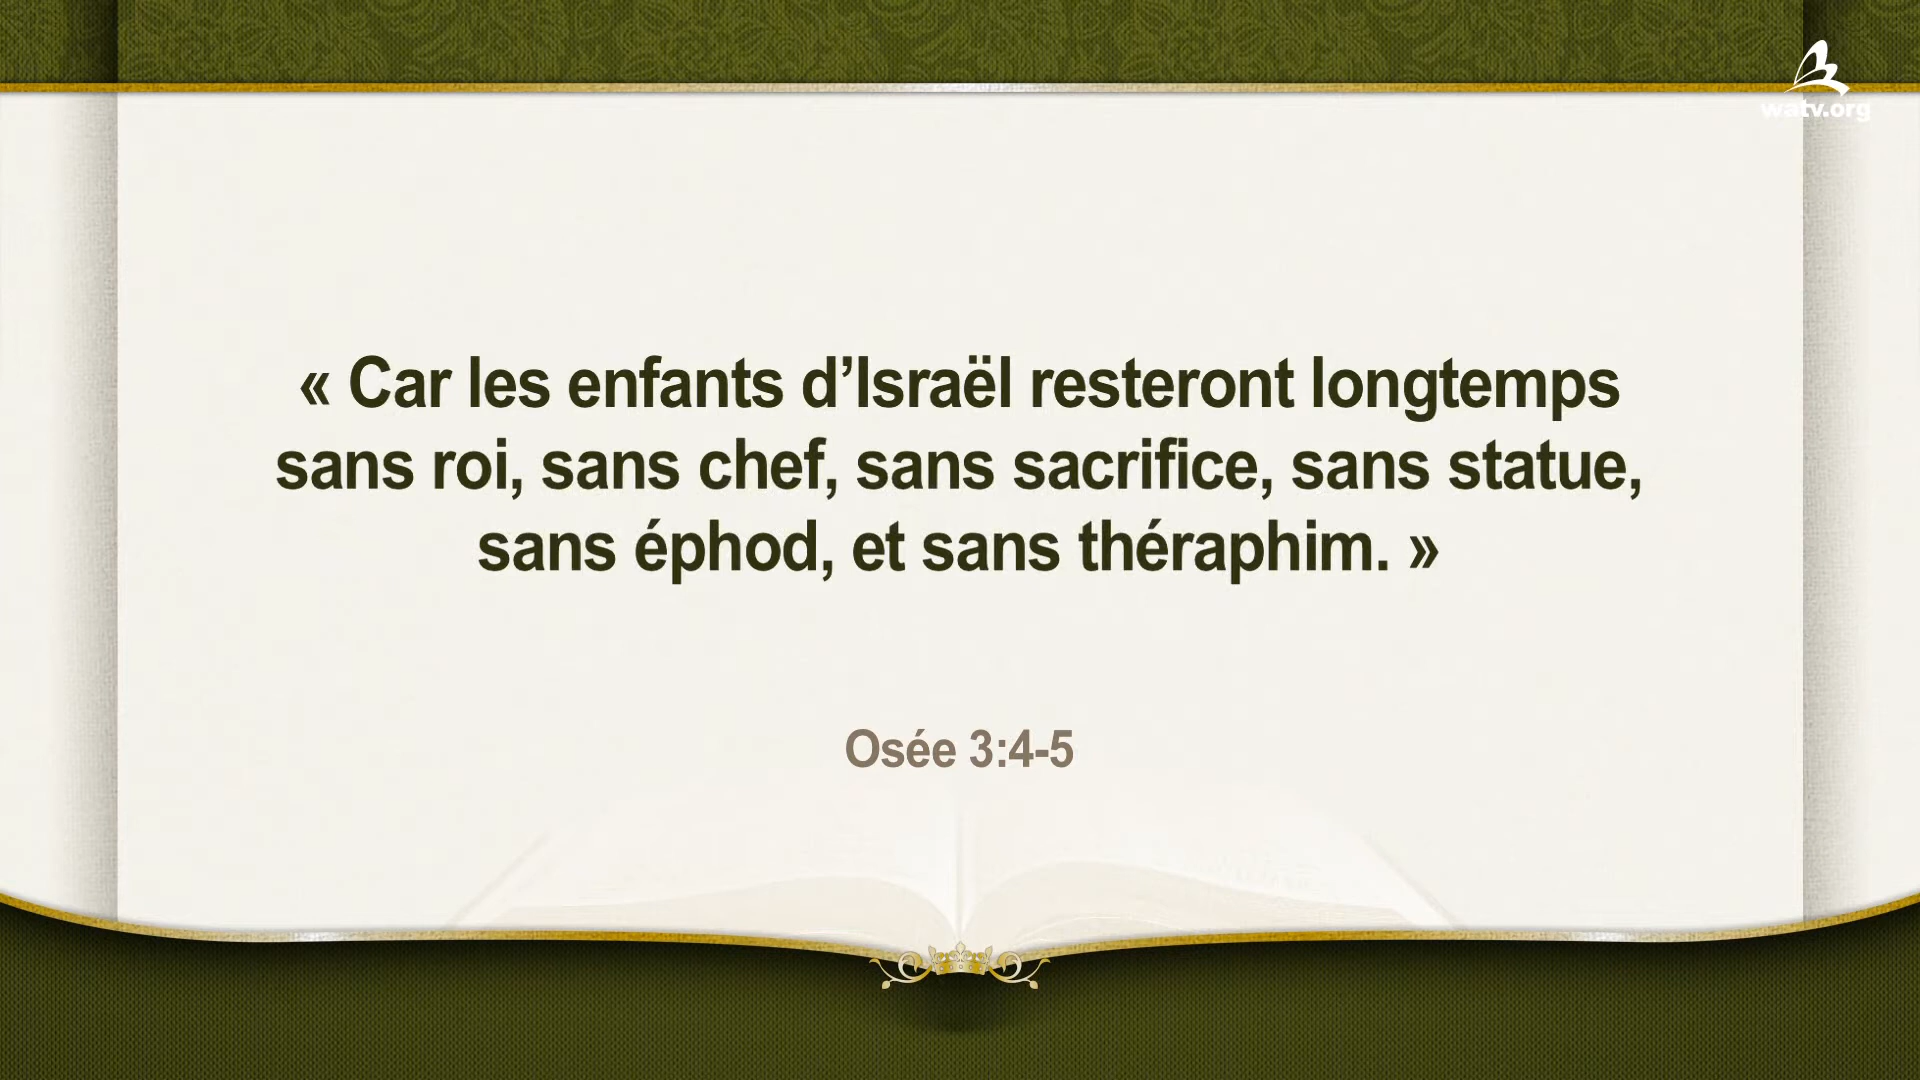 watv.org
« Car les enfants d’Israël resteront longtemps
sans roi, sans chef, sans sacrifice, sans statue,
sans éphod, et sans théraphim. »
Osée 3:4-5